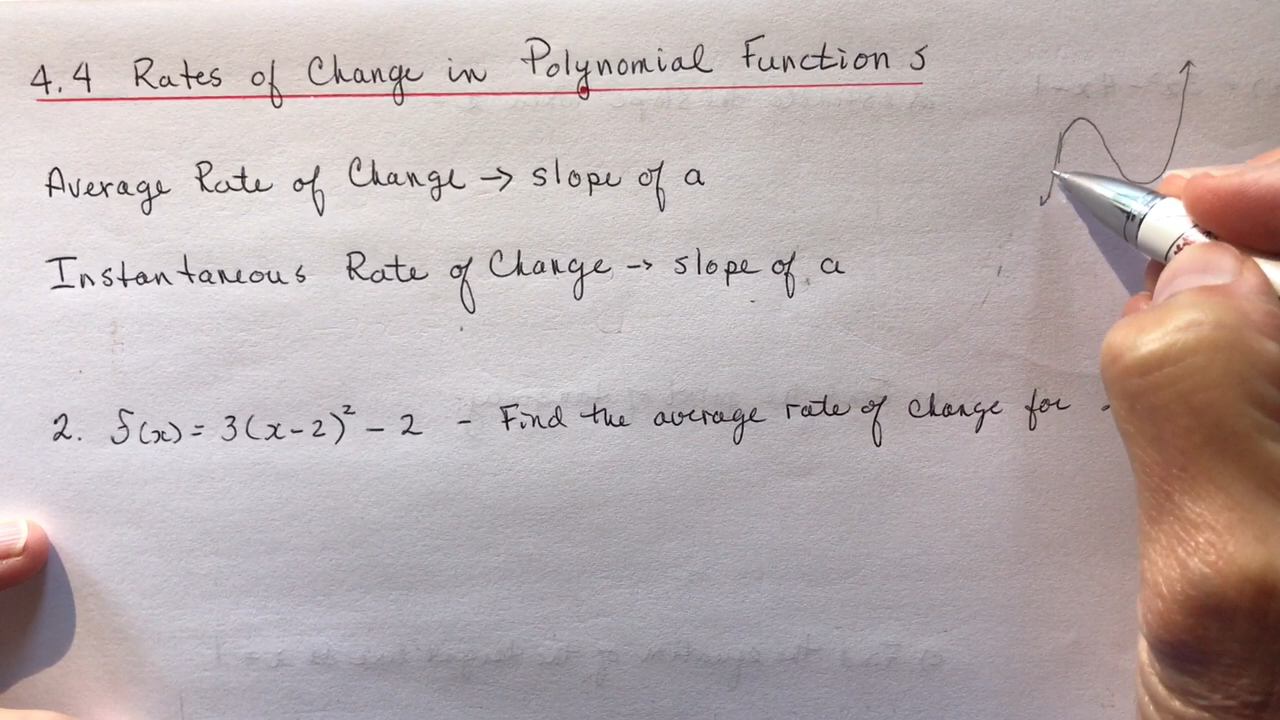 4.4 Rates of Change in Polynomial Functions
Average Rate of Change → slope of a
Instantaneous Rate of Change → slope of a
2. f(x) = 3(x-2)² - 2 - Find the average rate of change for